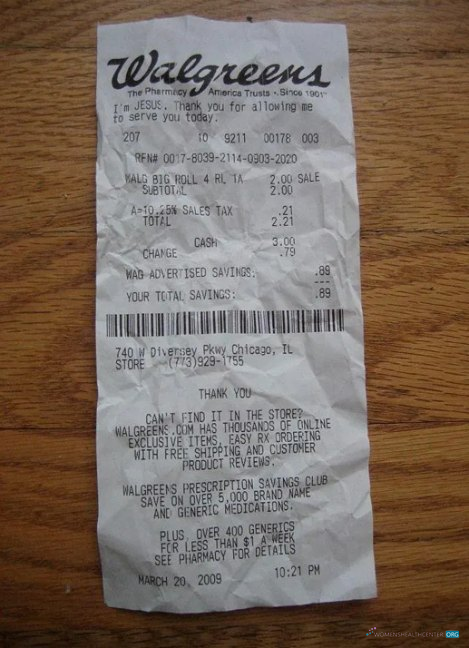 Walgreens
The Pharmacy America Trusts • Since 1901
I'm JESUS. Thank you for allowing me
to serve you today.
207 10 9211 00178 003
RFN# 0017-8039-2114-0903-2020
WALG BIG ROLL 4 RL 1A 2.00 SALE
SUBTOTAL 2.00
A=10.25% SALES TAX .21
TOTAL 2.21
CASH 3.00
CHANGE .79
WAG ADVERTISED SAVINGS: .89
---
YOUR TOTAL SAVINGS: .89
740 W Diversey Pkwy Chicago, IL
STORE (773)929-1755
THANK YOU
CAN'T FIND IT IN THE STORE?
WALGREENS.COM HAS THOUSANDS OF ONLINE
EXCLUSIVE ITEMS, EASY RX ORDERING
WITH FREE SHIPPING AND CUSTOMER
PRODUCT REVIEWS.
WALGREENS PRESCRIPTION SAVINGS CLUB
SAVE ON OVER 5,000 BRAND NAME
AND GENERIC MEDICATIONS.
PLUS, OVER 400 GENERICS
FOR LESS THAN $1 A WEEK
SEE PHARMACY FOR DETAILS
MARCH 20, 2009 10:21 PM
WOMENSHEALTHCENTER.ORG